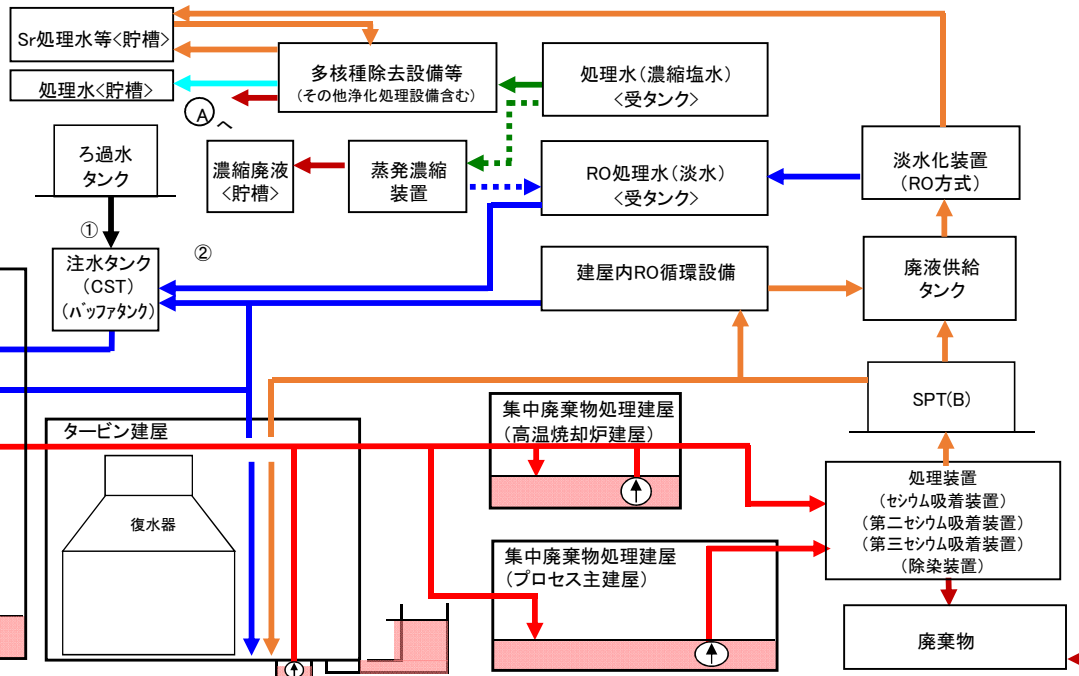 Sr処理水等<貯槽>
処理水<貯槽>
多核種除去設備等
(その他浄化処理設備含む)
処理水(濃縮塩水)
<受タンク>
A へ
ろ過水
タンク
濃縮廃液
<貯槽>
蒸発濃縮
装置
RO処理水(淡水)
<受タンク>
淡水化装置
(RO方式)
①
②
注水タンク
(CST)
(バッファタンク)
建屋内RO循環設備
廃液供給
タンク
SPT(B)
タービン建屋
復水器
集中廃棄物処理建屋
(高温焼却炉建屋)
集中廃棄物処理建屋
(プロセス主建屋)
処理装置
(セシウム吸着装置)
(第二セシウム吸着装置)
(第三セシウム吸着装置)
(除染装置)
廃棄物